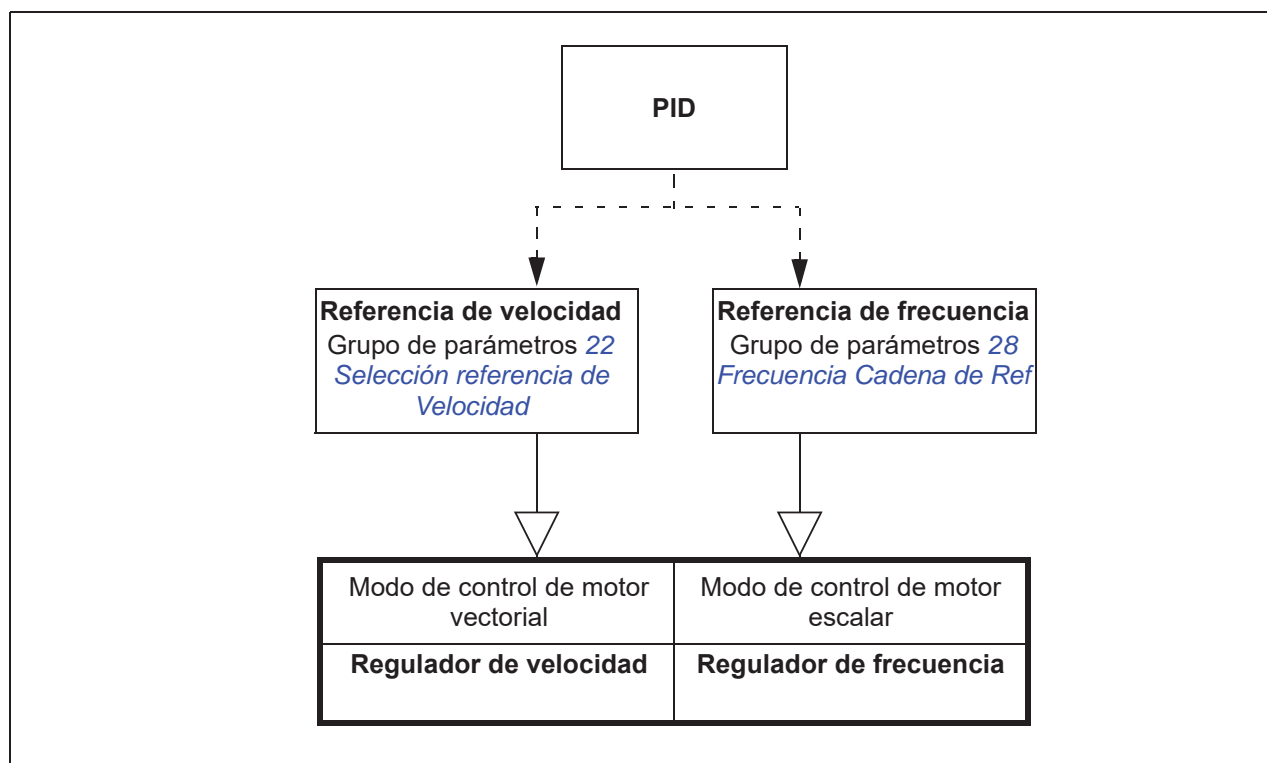 PID
Referencia de velocidad
Grupo de parámetros 22
Selección referencia de
Velocidad
Referencia de frecuencia
Grupo de parámetros 28
Frecuencia Cadena de Ref
Modo de control de motor
vectorial
Modo de control de motor
escalar
Regulador de velocidad
Regulador de frecuencia